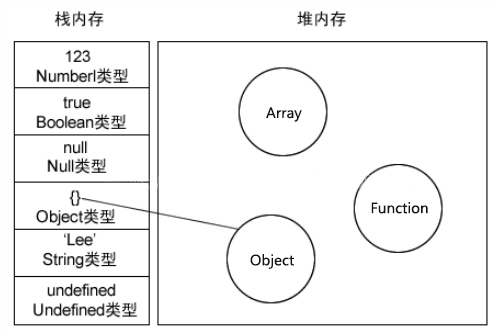 栈内存
堆内存
123
Numberl类型
true
Boolean类型
null
Null类型
{}
Object类型
‘Lee’
String类型
undefined
Undefined类型
Array
Function
Object